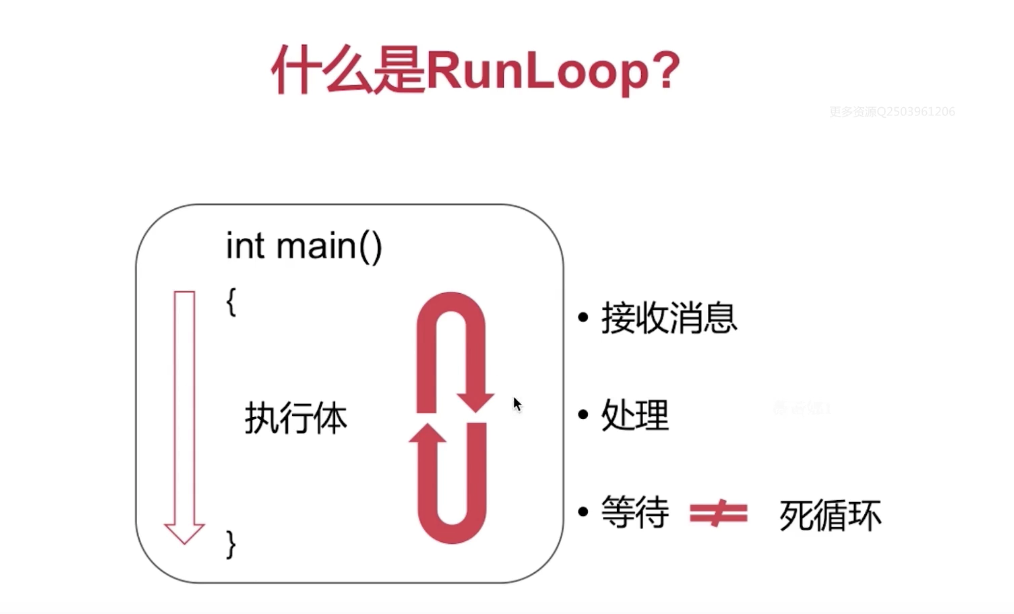 什么是RunLoop?
更多资源Q2503961206
int main()
{
执行体
}
• 接收消息
• 处理
• 等待 ≠ 死循环